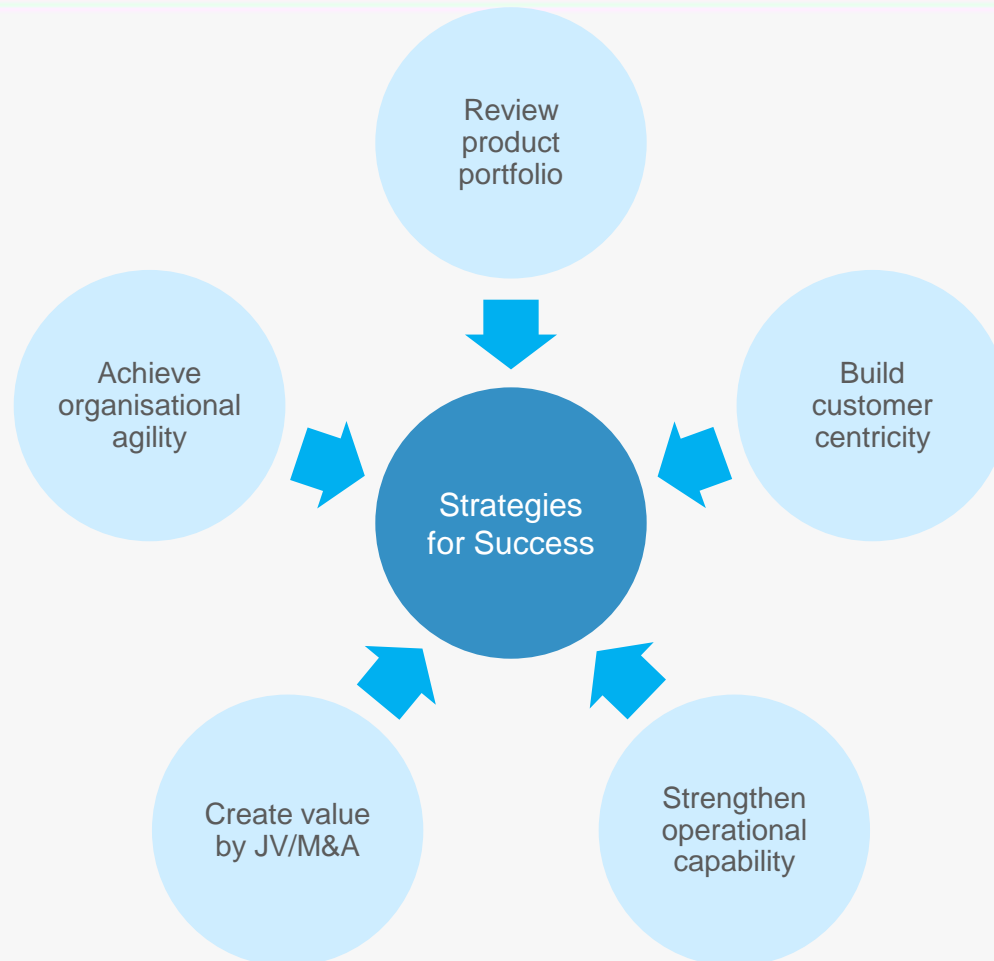 Review
product
portfolio
Achieve
organisational
agility
Build
customer
centricity
Strategies
for Success
Create value
by JV/M&A
Strengthen
operational
capability